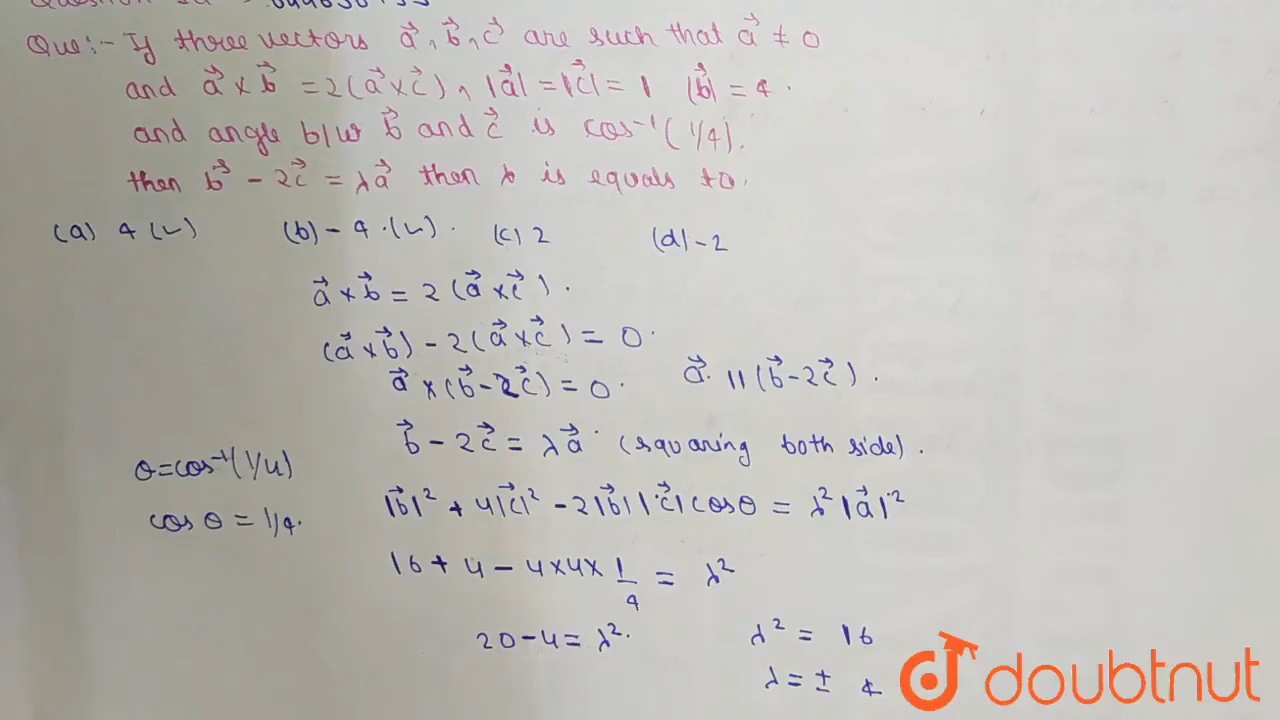 Que:- If three vectors a⃗, b⃗, c⃗ are such that a⃗ ≠ 0
and a⃗ × b⃗ = 2(a⃗ × c⃗), |a⃗| = |c⃗| = 1 |b⃗| = 4.
and angle b/w b⃗ and c⃗ is cos⁻¹(1/4).
then b⃗ - 2c⃗ = λa⃗ then λ is equals to.
(a) 4 (b) - 4 (c) 2 (d) - 2
a⃗ × b⃗ = 2(a⃗ × c⃗).
(a⃗ × b⃗) - 2(a⃗ × c⃗) = 0.
a⃗ × (b⃗ - 2c⃗) = 0. a⃗. || (b⃗ - 2c⃗).
b⃗ - 2c⃗ = λa⃗ (squaring both side).
θ = cos⁻¹(1/4)
|b⃗|² + 4|c⃗|² - 2|b⃗| |c⃗| cosθ = λ²|a⃗|²
cos θ = 1/4.
16 + 4 - 4×4× 1/4 = λ²
20 - 4 = λ². λ² = 16
λ = ± 4
doubtnut